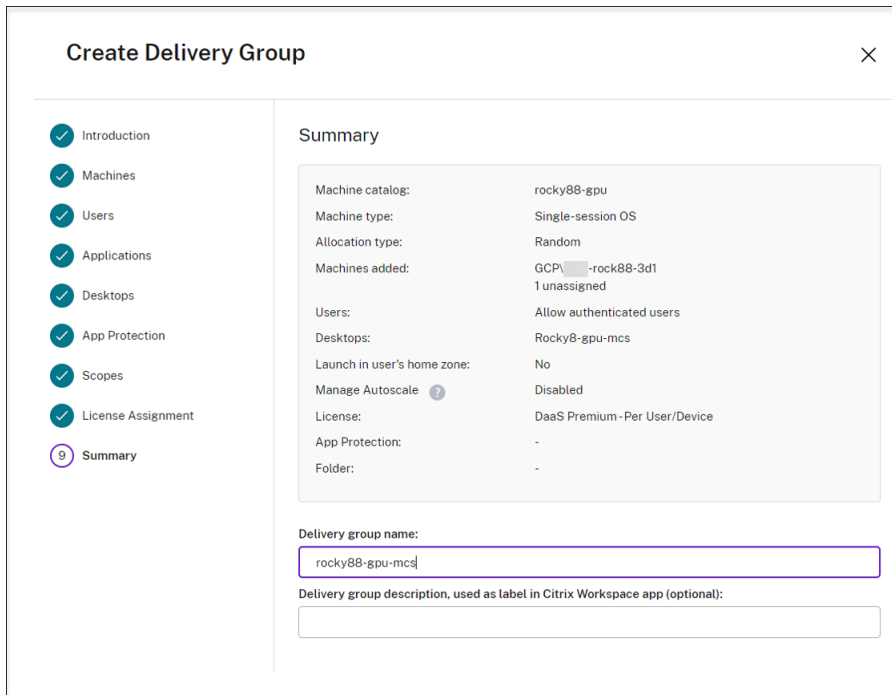 Create Delivery Group
Introduction
Machines
Users
Applications
Desktops
App Protection
Scopes
License Assignment
9 Summary
Summary
Machine catalog: rocky88-gpu
Machine type: Single-session OS
Allocation type: Random
Machines added: GCP\ -rock88-3d1
1 unassigned
Users: Allow authenticated users
Desktops: Rocky8-gpu-mcs
Launch in user's home zone: No
Manage Autoscale ? Disabled
License: DaaS Premium - Per User/Device
App Protection: -
Folder: -
Delivery group name:
rocky88-gpu-mcs
Delivery group description, used as label in Citrix Workspace app (optional):